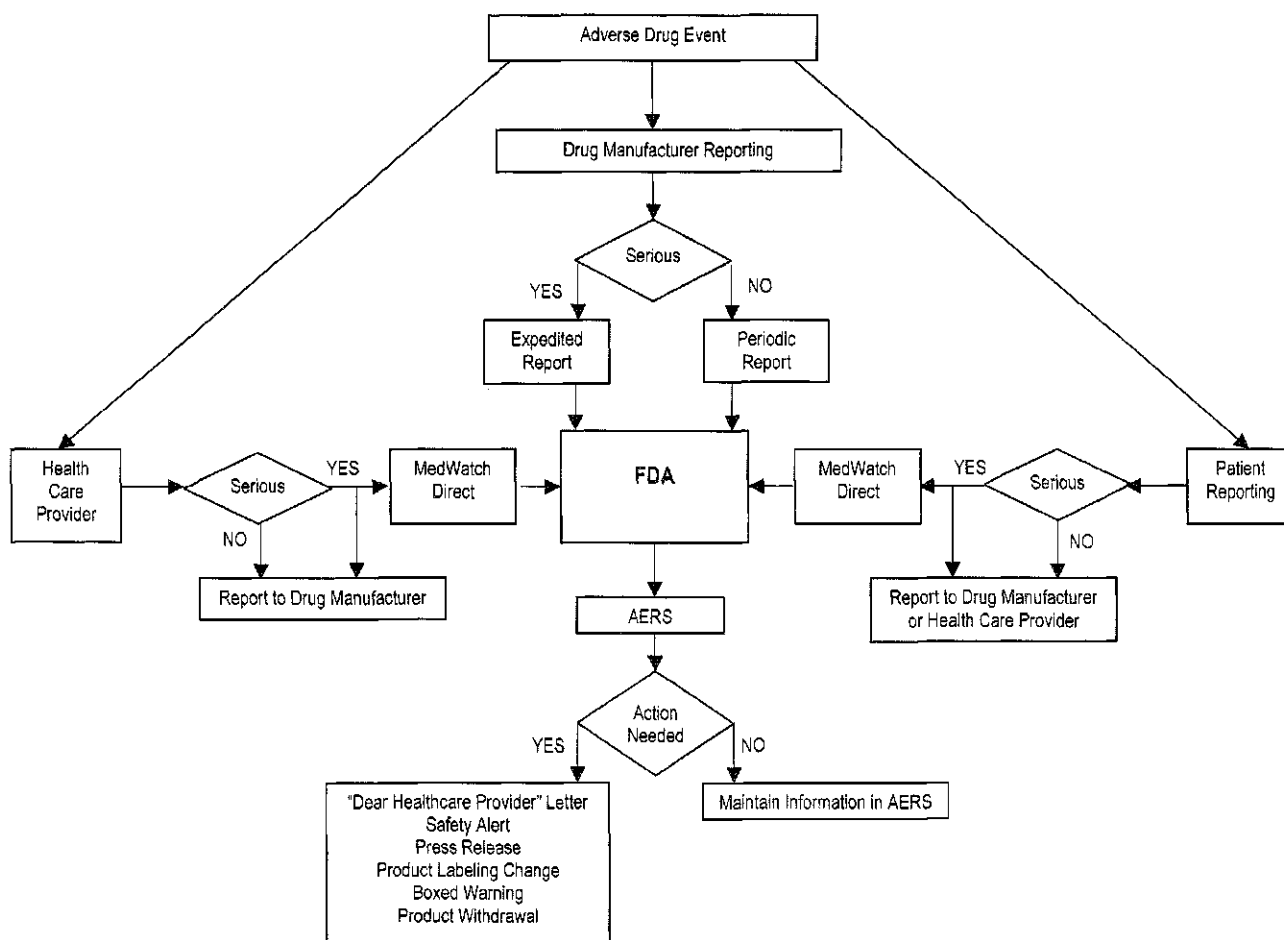 Adverse Drug Event
Drug Manufacturer Reporting
Serious
YES
NO
Expedited
Report
Periodic
Report
Health
Care
Provider
Serious
YES
NO
MedWatch
Direct
FDA
MedWatch
Direct
YES
Serious
NO
Patient
Reporting
Report to Drug Manufacturer
AERS
Report to Drug Manufacturer
or Health Care Provider
Action
Needed
YES
NO
"Dear Healthcare Provider" Letter
Safety Alert
Press Release
Product Labeling Change
Boxed Warning
Product Withdrawal
Maintain Information in AERS